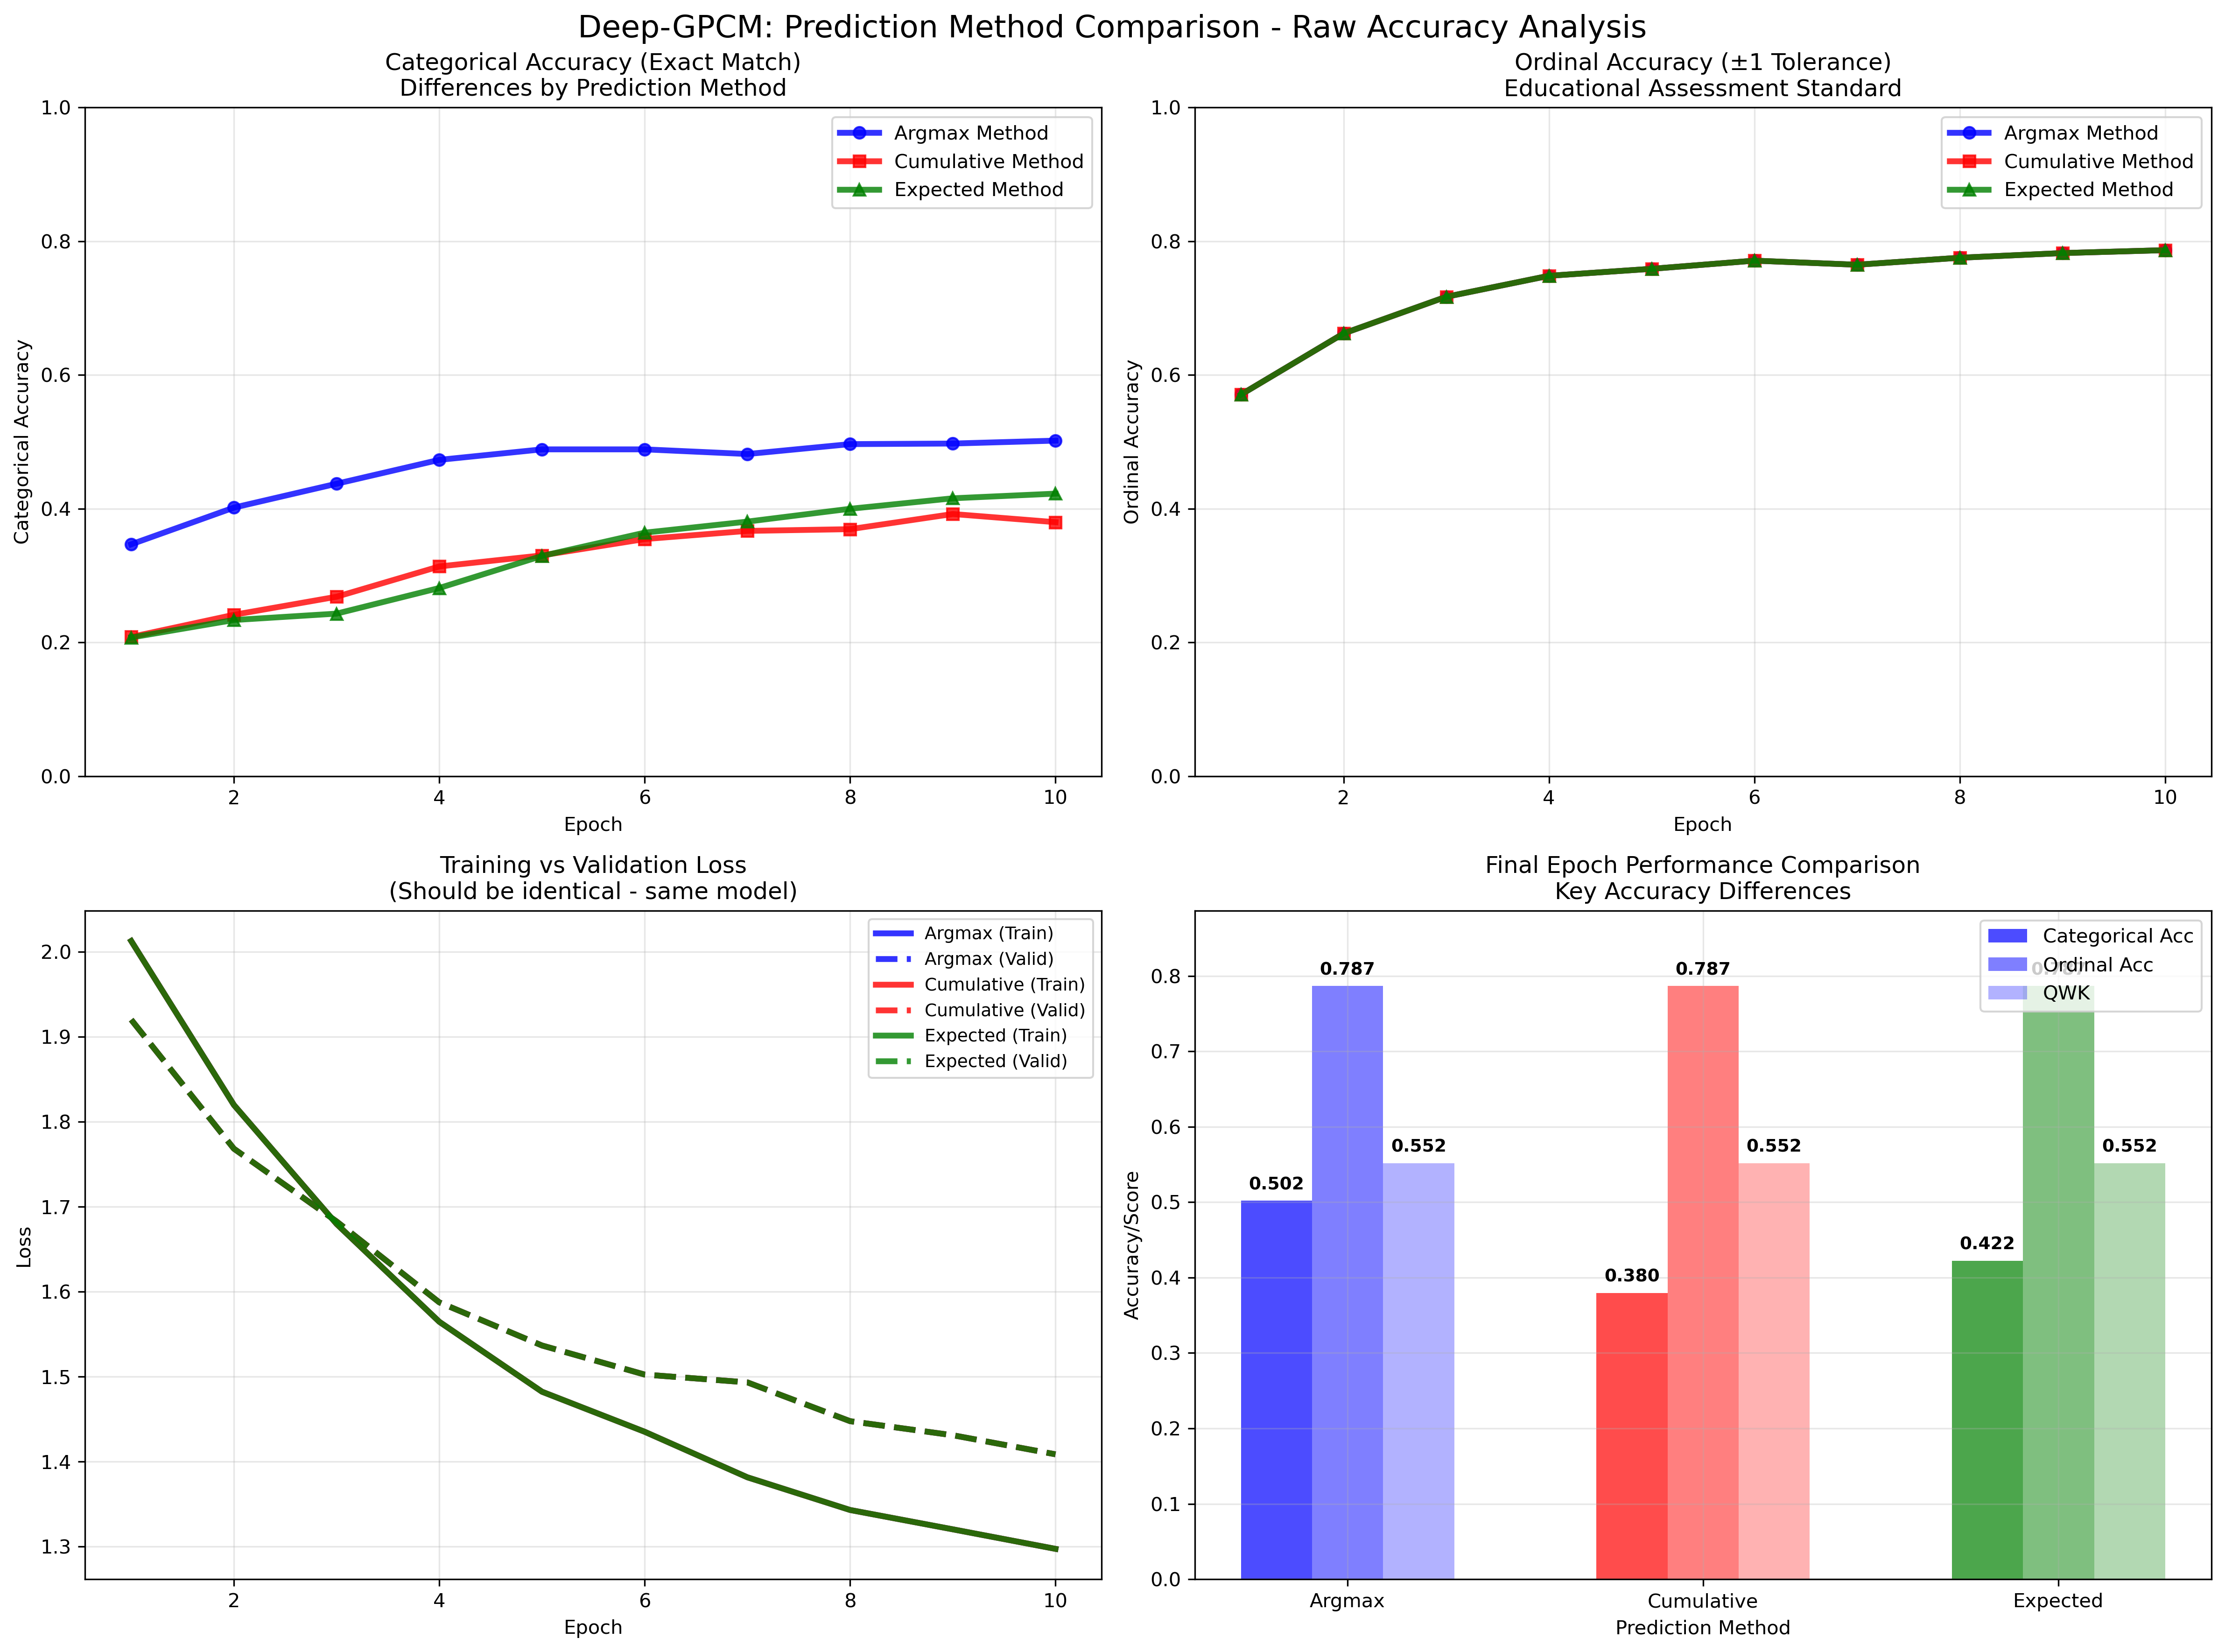 Deep-GPCM: Prediction Method Comparison - Raw Accuracy Analysis
Categorical Accuracy (Exact Match)
Differences by Prediction Method
1.0
0.8
0.6
0.4
0.2
0.0
Categorical Accuracy
Argmax Method
Cumulative Method
Expected Method
2
4
6
8
10
Epoch
Ordinal Accuracy (±1 Tolerance)
Educational Assessment Standard
1.0
0.8
0.6
0.4
0.2
0.0
Ordinal Accuracy
Argmax Method
Cumulative Method
Expected Method
2
4
6
8
10
Epoch
Training vs Validation Loss
(Should be identical - same model)
2.0
1.9
1.8
1.7
1.6
1.5
1.4
1.3
Loss
Argmax (Train)
Argmax (Valid)
Cumulative (Train)
Cumulative (Valid)
Expected (Train)
Expected (Valid)
2
4
6
8
10
Epoch
Final Epoch Performance Comparison
Key Accuracy Differences
0.8
0.7
0.6
0.5
0.4
0.3
0.2
0.1
0.0
Accuracy/Score
Categorical Acc
Ordinal Acc
QWK
0.502
0.787
0.552
0.380
0.787
0.552
0.422
0.552
Argmax
Cumulative
Expected
Prediction Method